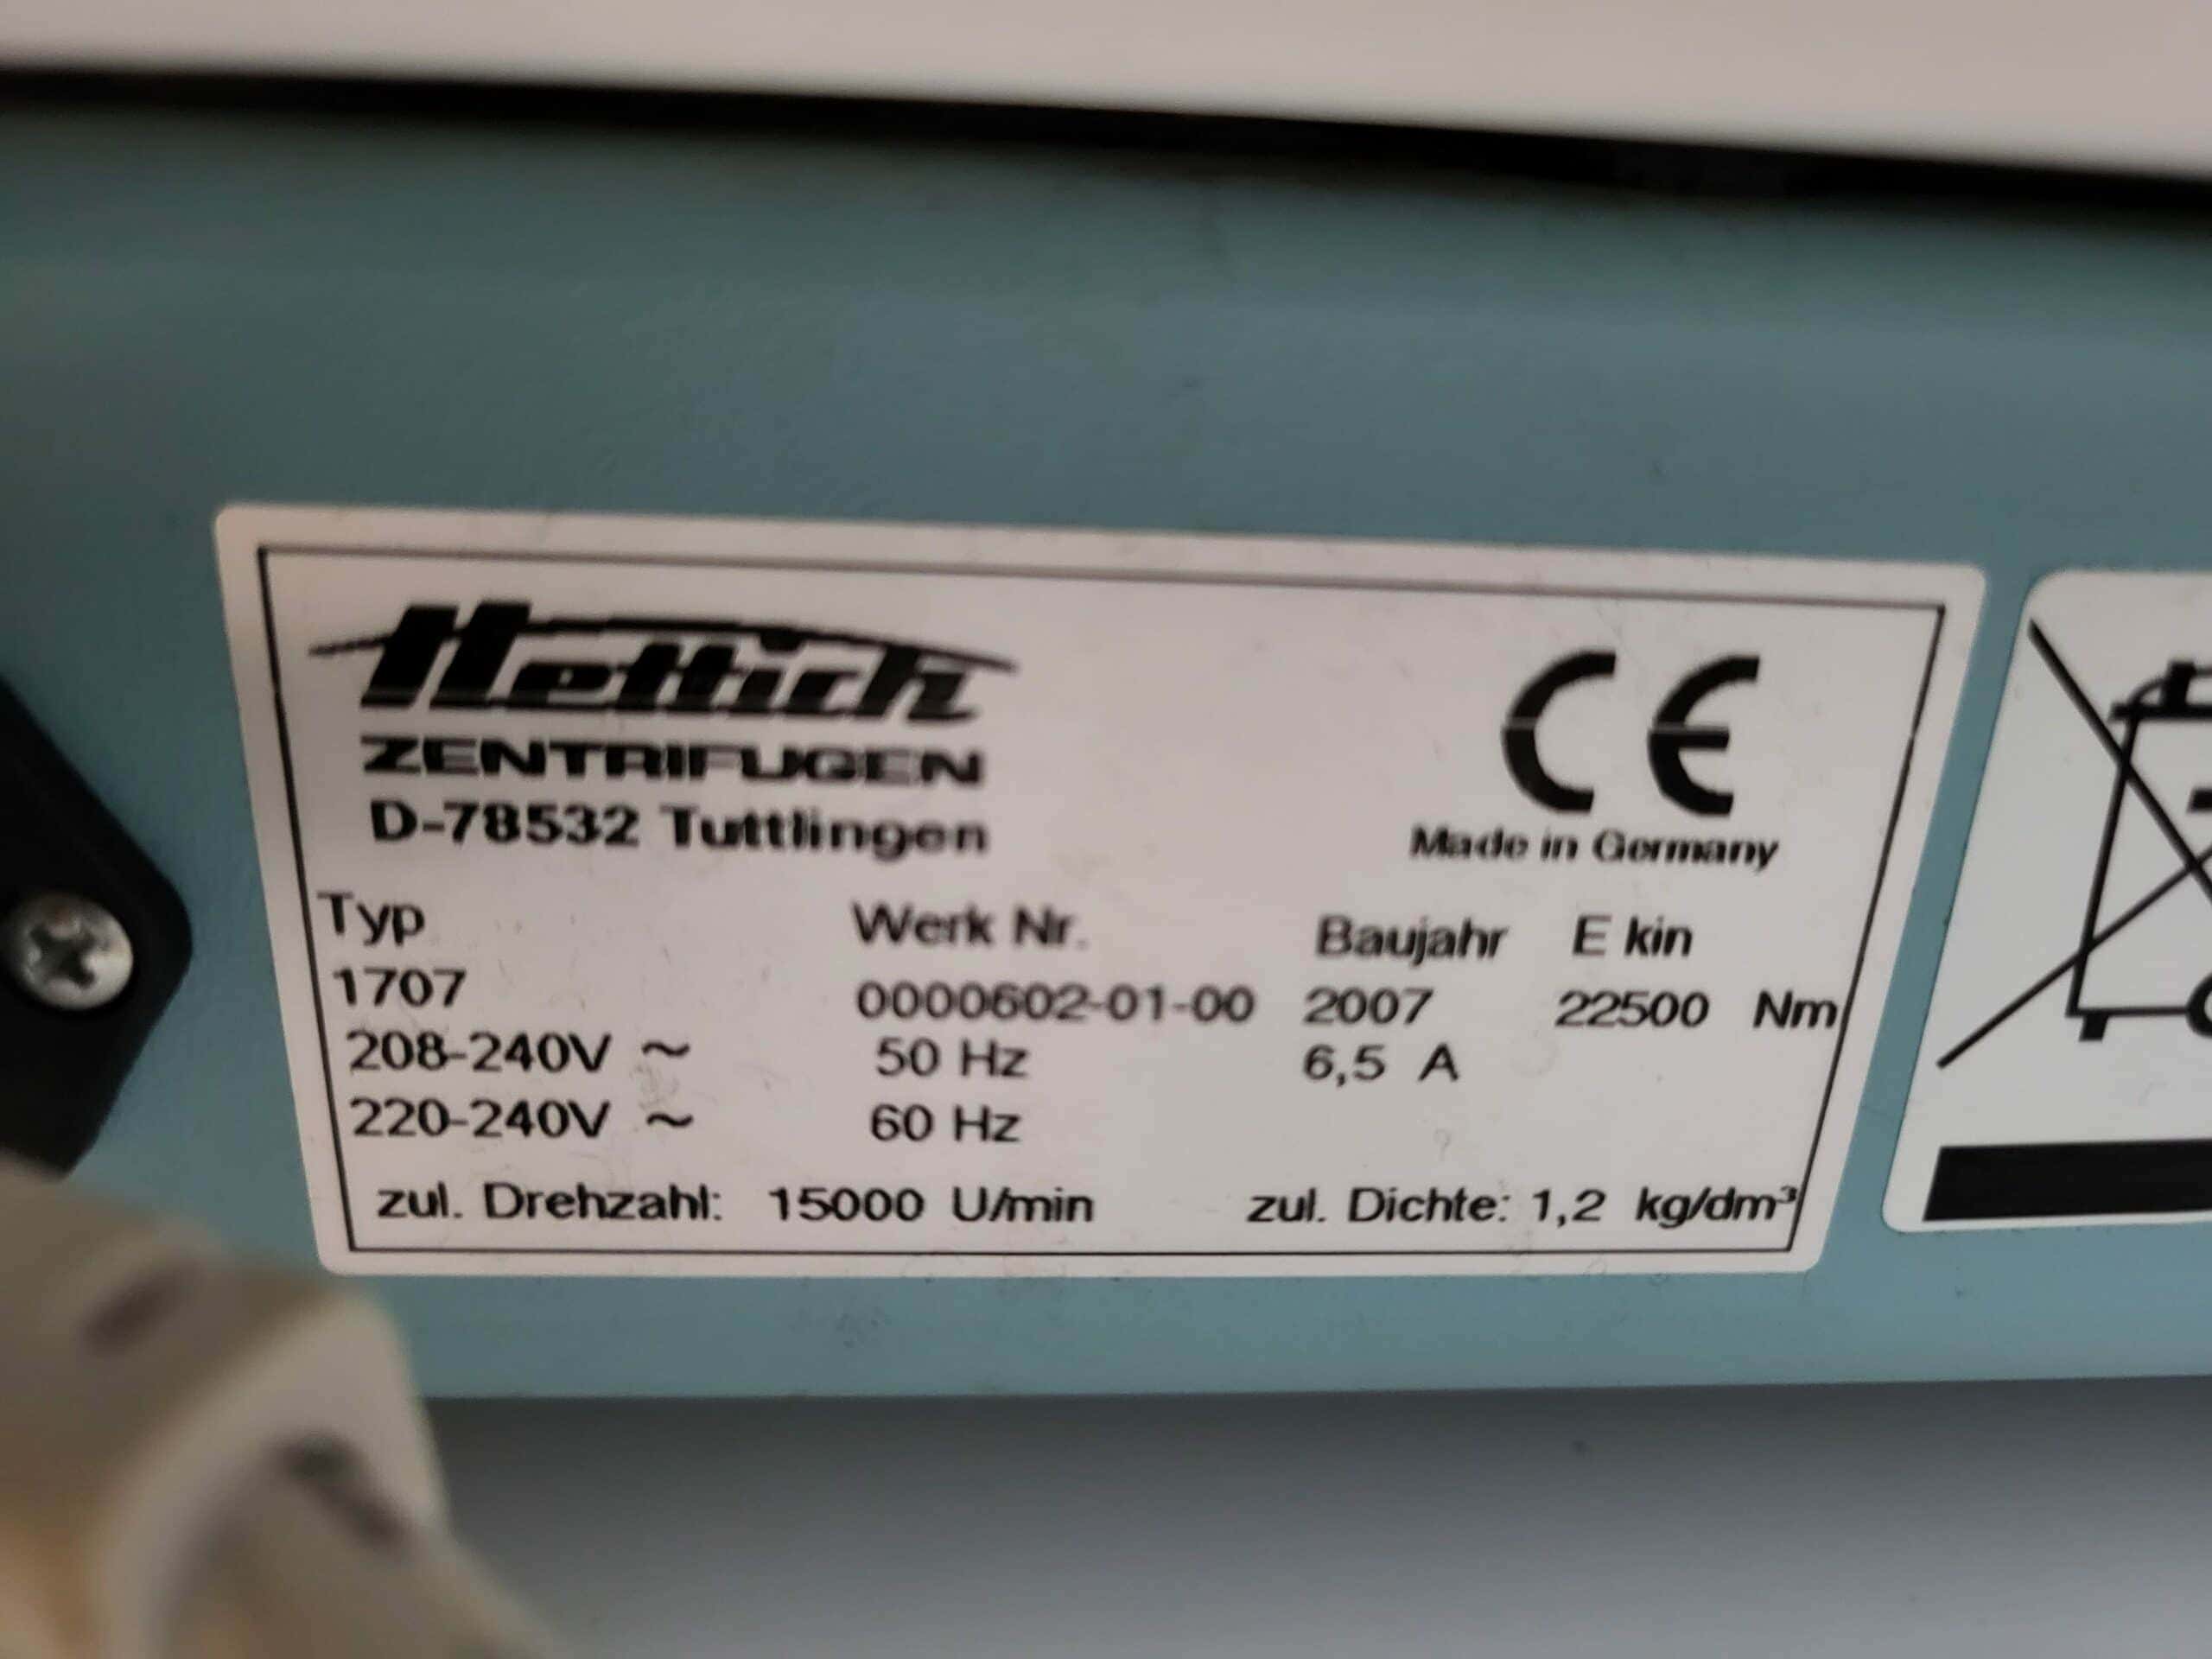 Hettich
ZENTRIFUGEN
D-78532 Tuttlingen
CE
Made in Germany
Typ Werk Nr. Baujahr E kin
1707 0000602-01-00 2007 22500 Nm
208-240V ~ 50 Hz 6,5 A
220-240V ~ 60 Hz
zul. Drehzahl: 15000 U/min zul. Dichte: 1,2 kg/dm³